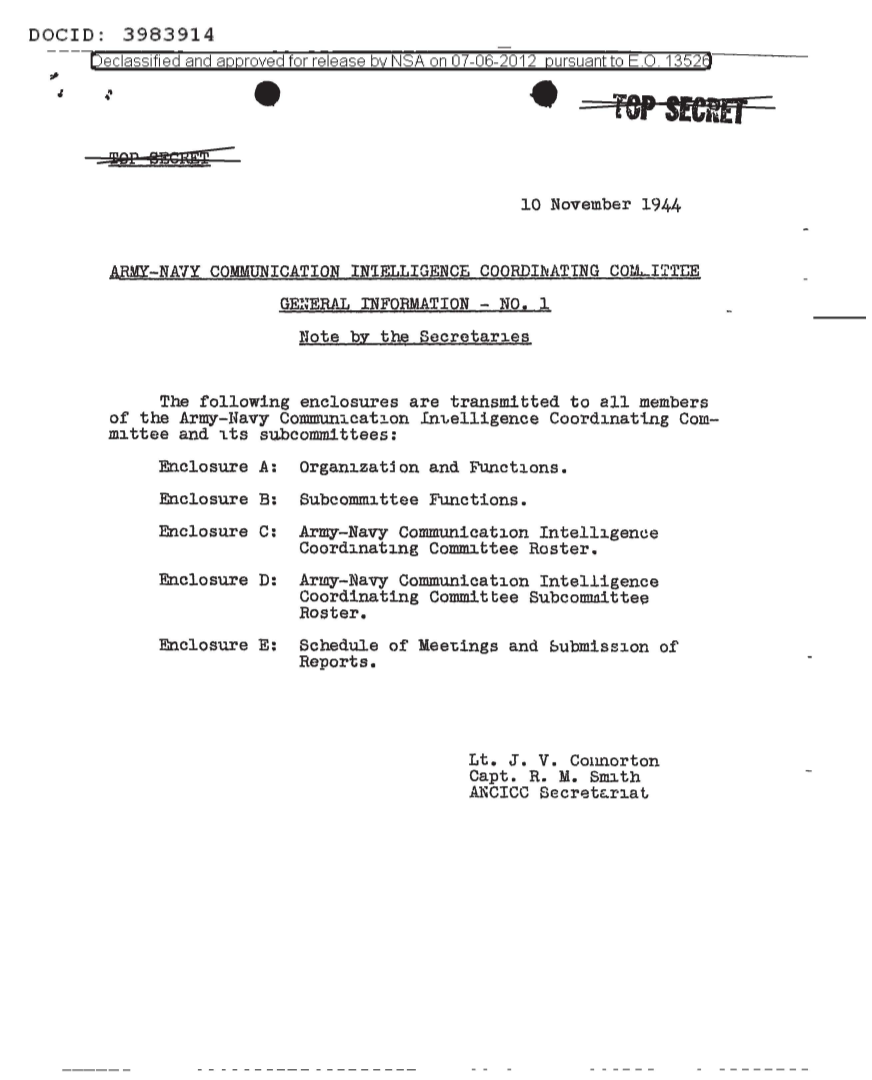 DOCID: 3983914
Declassified and approved for release by NSA on 07-06-2012 pursuant to E.O. 13526
TOP SECRET
TOP SECRET
10 November 1944
ARMY-NAVY COMMUNICATION INTELLIGENCE COORDINATING COMMITTEE
GENERAL INFORMATION - NO. 1
Note by the Secretaries
The following enclosures are transmitted to all members
of the Army-Navy Communication Intelligence Coordinating Com-
mittee and its subcommittees:
Enclosure A: Organization and Functions.
Enclosure B: Subcommittee Functions.
Enclosure C: Army-Navy Communication Intelligence
Coordinating Committee Roster.
Enclosure D: Army-Navy Communication Intelligence
Coordinating Committee Subcommittee
Roster.
Enclosure E: Schedule of Meetings and Submission of
Reports.
Lt. J. V. Connorton
Capt. R. M. Smith
ANCICC Secretariat